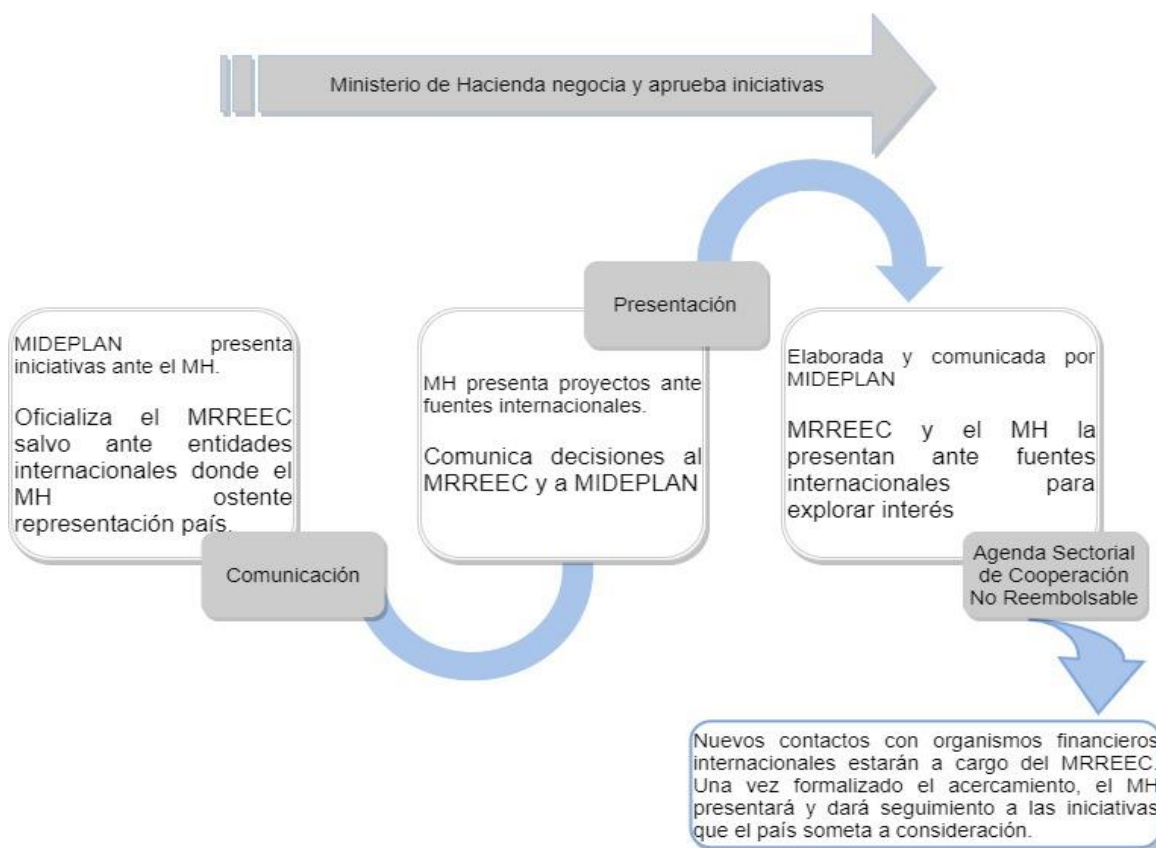 Ministerio de Hacienda negocia y aprueba iniciativas
MIDEPLAN presenta
iniciativas ante el MH.
Oficializa el MRREEC
salvo ante entidades
internacionales donde el
MH ostente
representación país.
Comunicación
Presentación
MH presenta proyectos ante
fuentes internacionales.
Comunica decisiones al
MRREEC y a MIDEPLAN
Elaborada y comunicada por
MIDEPLAN
MRREEC y el MH la
presentan ante fuentes
internacionales para
explorar interés
Agenda Sectorial
de Cooperación
No Reembolsable
Nuevos contactos con organismos financieros
internacionales estarán a cargo del MRREEC.
Una vez formalizado el acercamiento, el MH
presentará y dará seguimiento a las iniciativas
que el país someta a consideración.